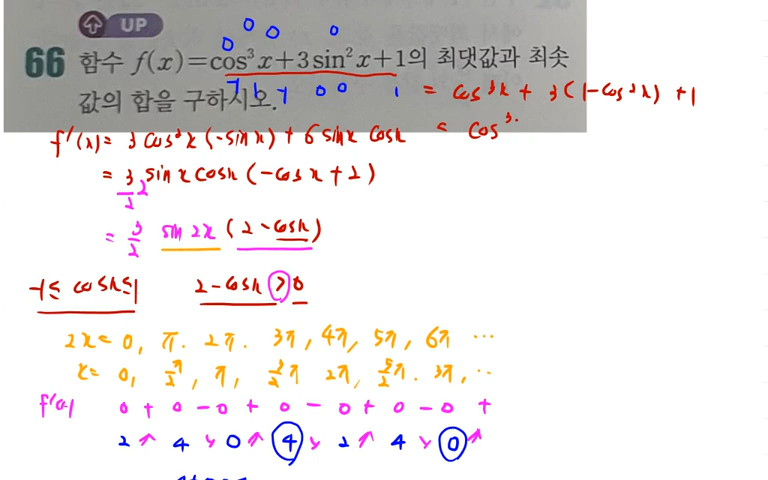 UP
66 함수 f(x)=cos³x+3sin²x+1의 최댓값과 최솟
값의 합을 구하시오.
= cos³x + 3(1-cos²x) +1
f'(x)= 3cos²x(-sinx)+6sinx cosx = cos³·
= 3 sinx cosx (-cosx+2)
= 3/2 sin2x (2-cosx)
-1≤ cosx≤1 2-cosx > 0
2x= 0, π. 2π. 3π, 4π, 5π, 6π ...
x= 0, π/2, π, 3/2π 2π, 5/2π. 3π, ...
f'(x) 0 + 0 - 0 + 0 - 0 + 0 - 0 +
2 ↗ 4 ↘ 0 ↗ 4 ↘ 2 ↗ 4 ↘ 0 ↗